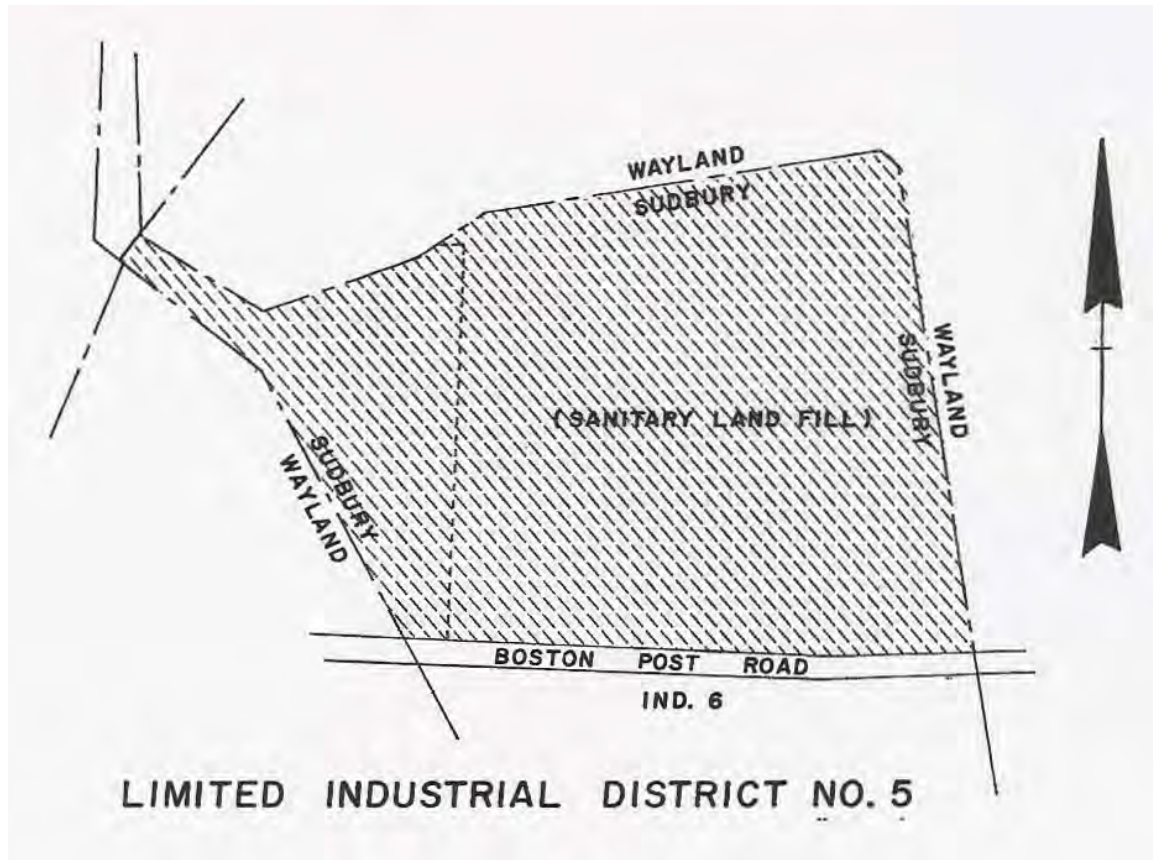 WAYLAND
SUDBURY
WAYLAND
SUDBURY
(SANITARY LAND FILL)
SUDBURY
WAYLAND
BOSTON POST ROAD
IND. 6
LIMITED INDUSTRIAL DISTRICT NO. 5